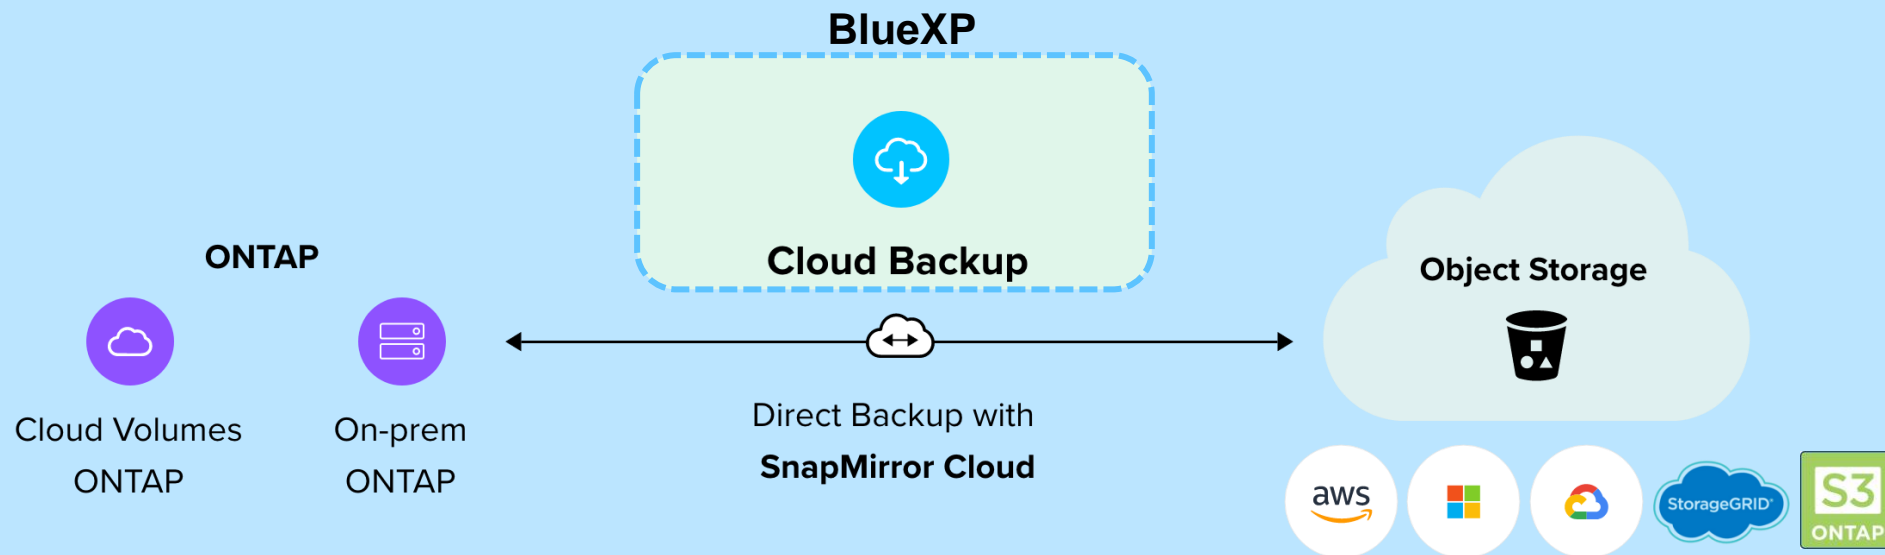 BlueXP
Cloud Backup
ONTAP
Cloud Volumes
ONTAP
On-prem
ONTAP
Direct Backup with
SnapMirror Cloud
Object Storage
aws
StorageGRID
S3
ONTAP